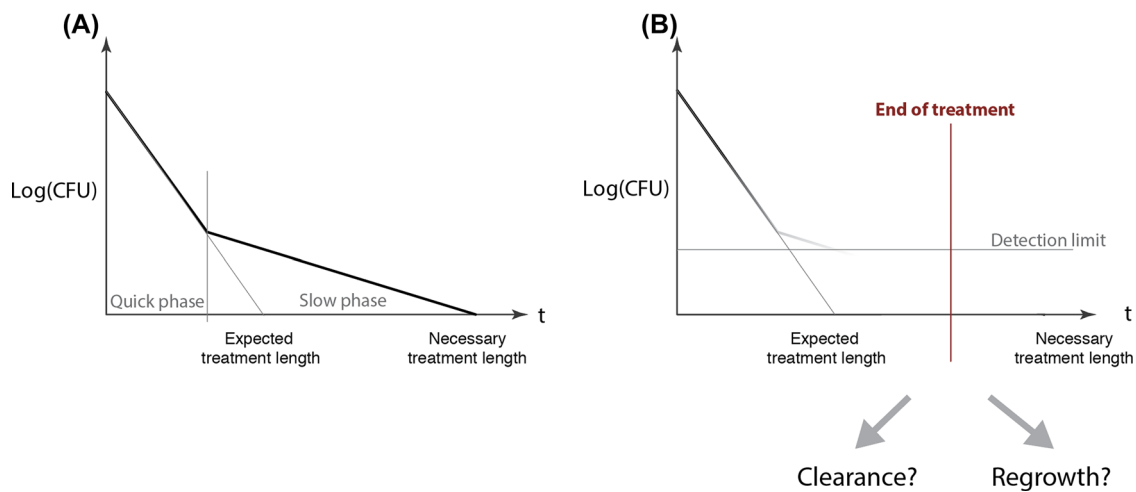 (A)
Log(CFU)
Quick phase
Slow phase
t
Expected
treatment length
Necessary
treatment length
(B)
End of treatment
Log(CFU)
Detection limit
t
Expected
treatment length
Necessary
treatment length
Clearance?
Regrowth?